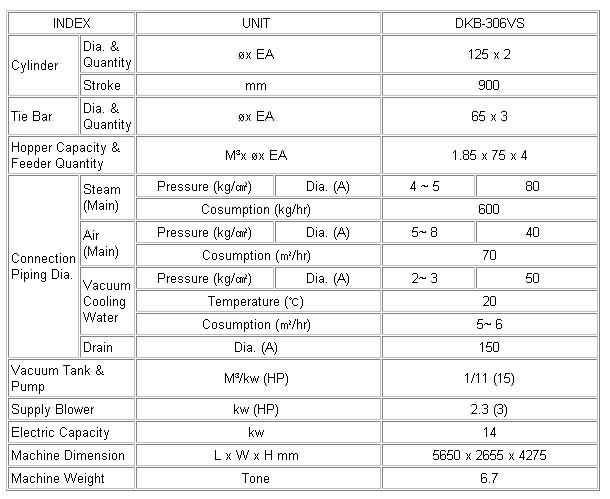 INDEX UNIT DKB-306VS
Cylinder Dia. & Quantity øx EA 125 x 2
Stroke mm 900
Tie Bar Dia. & Quantity øx EA 65 x 3
Hopper Capacity & Feeder Quantity M³x øx EA 1.85 x 75 x 4
Connection Piping Dia. Steam (Main) Pressure (kg/㎠) Dia. (A) 4 ~ 5 80
Cosumption (kg/hr) 600
Air (Main) Pressure (kg/㎠) Dia. (A) 5~ 8 40
Cosumption (㎡/hr) 70
Vacuum Cooling Water Pressure (kg/㎠) Dia. (A) 2~ 3 50
Temperature (℃) 20
Cosumption (㎡/hr) 5~ 6
Drain Dia. (A) 150
Vacuum Tank & Pump M³/kw (HP) 1/11 (15)
Supply Blower kw (HP) 2.3 (3)
Electric Capacity kw 14
Machine Dimension L x W x H mm 5650 x 2655 x 4275
Machine Weight Tone 6.7